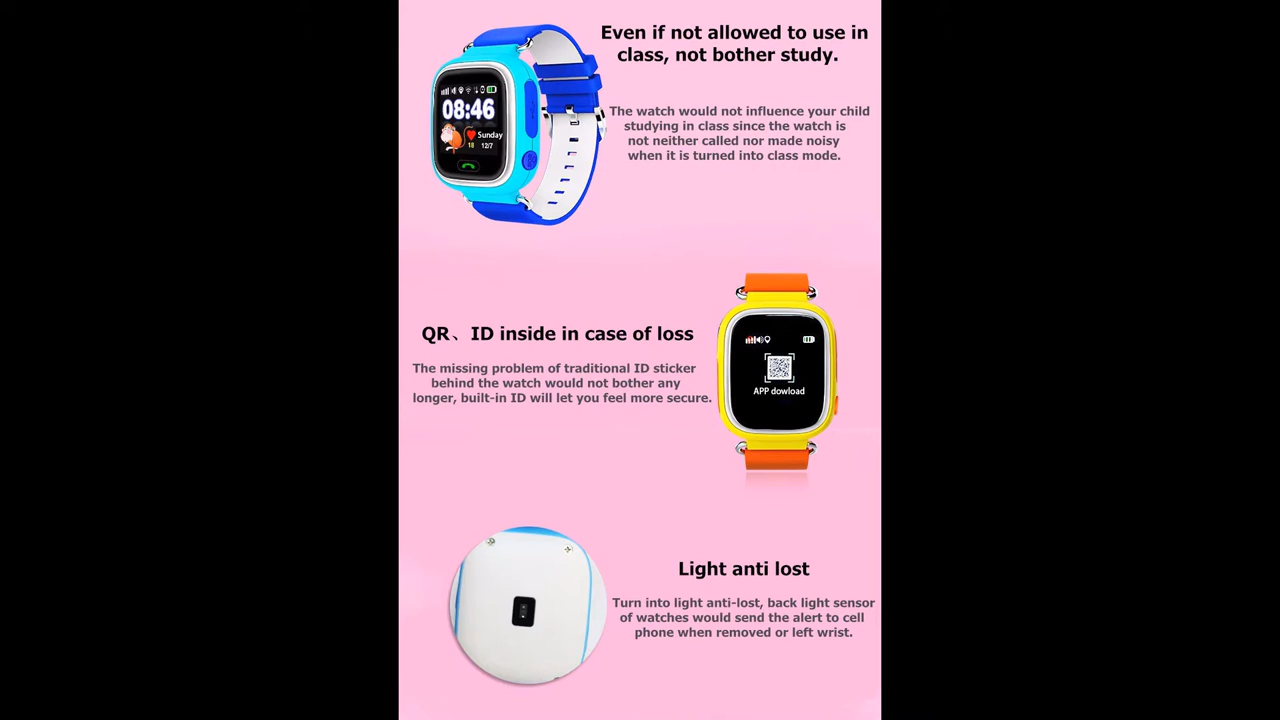 Even if not allowed to use in
class, not bother study.
08:46
Sunday
18
12/7
The watch would not influence your child
studying in class since the watch is
not neither called nor made noisy
when it is turned into class mode.
QR、ID inside in case of loss
The missing problem of traditional ID sticker
behind the watch would not bother any
longer, built-in ID will let you feel more secure.
APP dowload
Light anti lost
Turn into light anti-lost, back light sensor
of watches would send the alert to cell
phone when removed or left wrist.